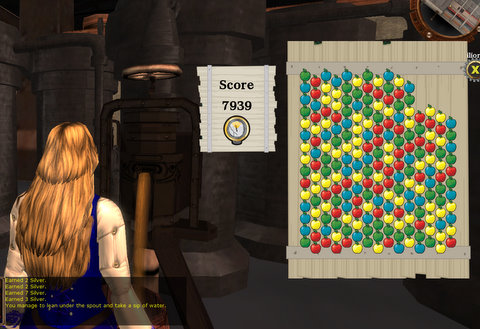 Score
7939
X
Earned 2 Silver.
Earned 2 Silver.
Earned 7 Silver.
Earned 3 Silver.
You manage to lean under the spout and take a sip of water.